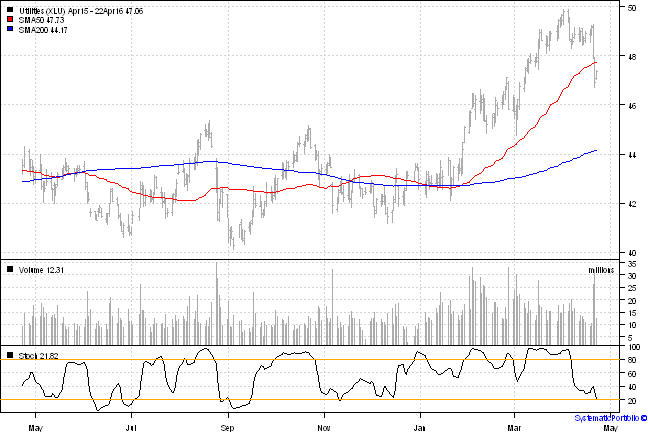 Utilities (XLU) Apr15 - 22Apr16 47.06
SMA50 47.73
SMA200 44.17
50
48
46
44
42
40
Volume 12.31
millions
35
30
25
20
15
10
5
Stoch 21.82
100
80
60
40
20
May Jul Sep Nov Jan Mar May
SystematicPortfolio ©